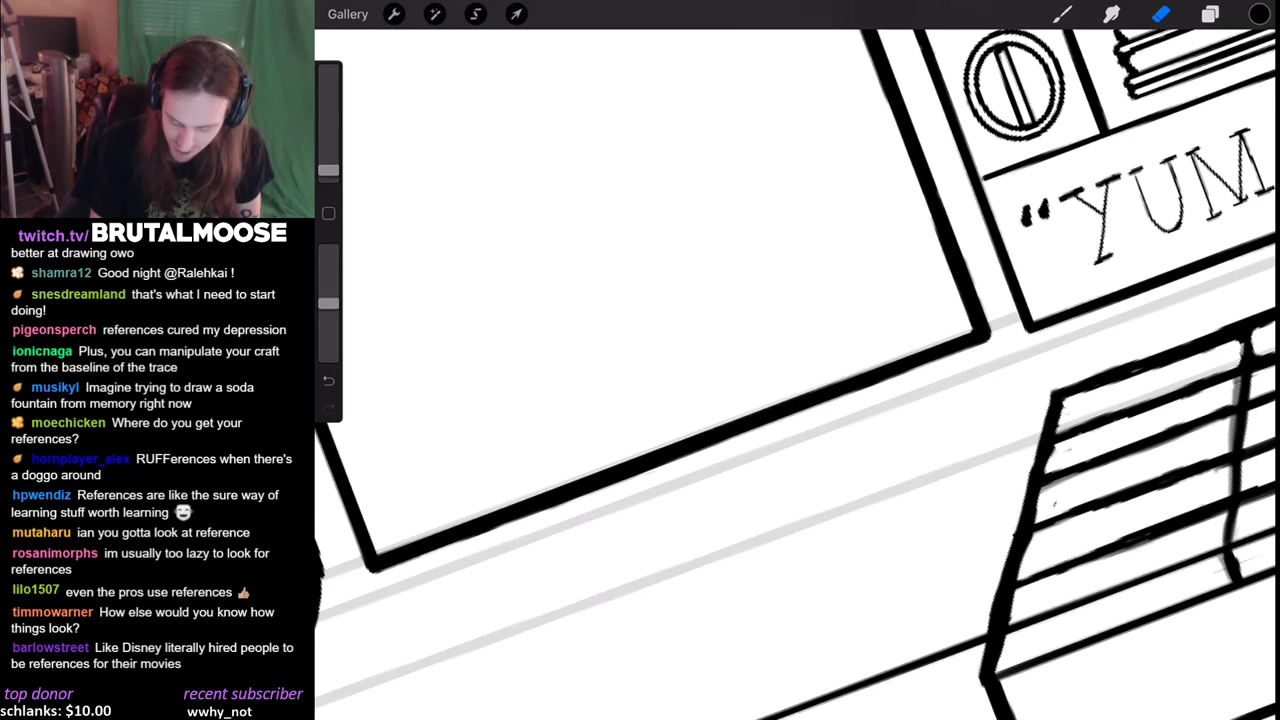 Gallery
"YUM
twitch.tv/BRUTALMOOSE
better at drawing owo
shamra12 Good night @Ralehkai !
snesdreamland that's what I need to start
doing!
pigeonsperch references cured my depression
ionicnaga Plus, you can manipulate your craft
from the baseline of the trace
musikyl Imagine trying to draw a soda
fountain from memory right now
moechicken Where do you get your
references?
hornplayer_alex RUFFerences when there's
a doggo around
hpwendiz References are like the sure way of
learning stuff worth learning
mutaharu ian you gotta look at reference
rosanimorphs im usually too lazy to look for
references
lilo1507 even the pros use references
timmowarner How else would you know how
things look?
barlowstreet Like Disney literally hired people to
be references for their movies
top donor
schlanks: $10.00
recent subscriber
wwhy_not